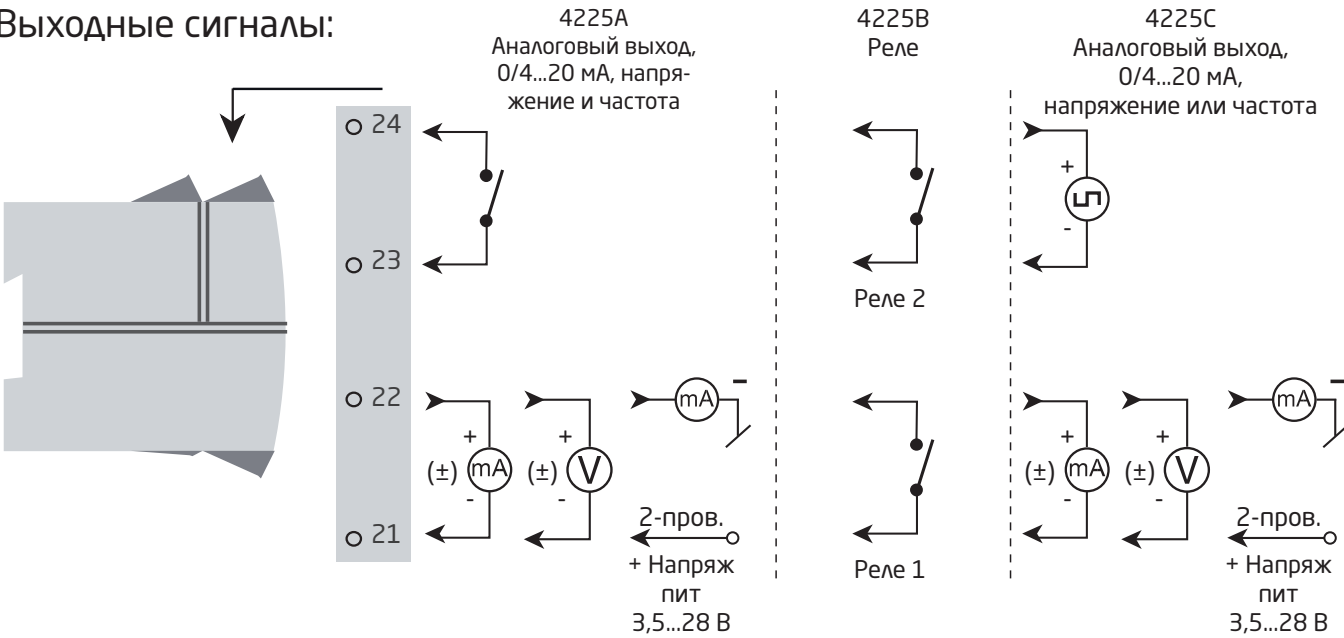 Выходные сигналы:
4225A
Аналоговый выход,
0/4...20 мА, напря-
жение и частота
4225B
Реле
4225C
Аналоговый выход,
0/4...20 мА,
напряжение или частота
24
23
22
21
+
-
Реле 2
+
(±) mA
-
+
(±) V
-
mA -
2-пров.
+ Напряж
пит
3,5...28 В
Реле 1
+
(±) mA
-
+
(±) V
-
mA -
2-пров.
+ Напряж
пит
3,5...28 В